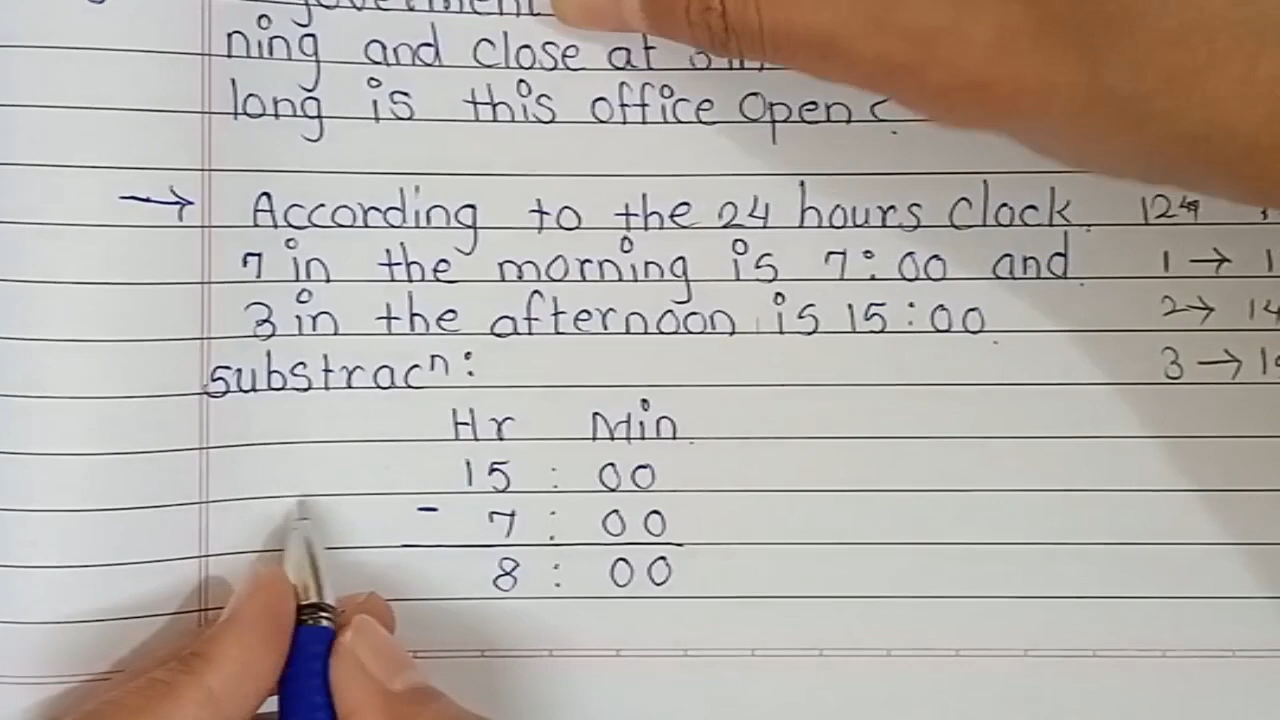 ning and close at
long is this office open
→ According to the 24 hours clock
7 in the morning is 7:00 and
3 in the afternoon is 15:00
substracn:
Hr Min
15 : 00
- 7 : 00
8 : 00
12
1 →
2 →
3 →